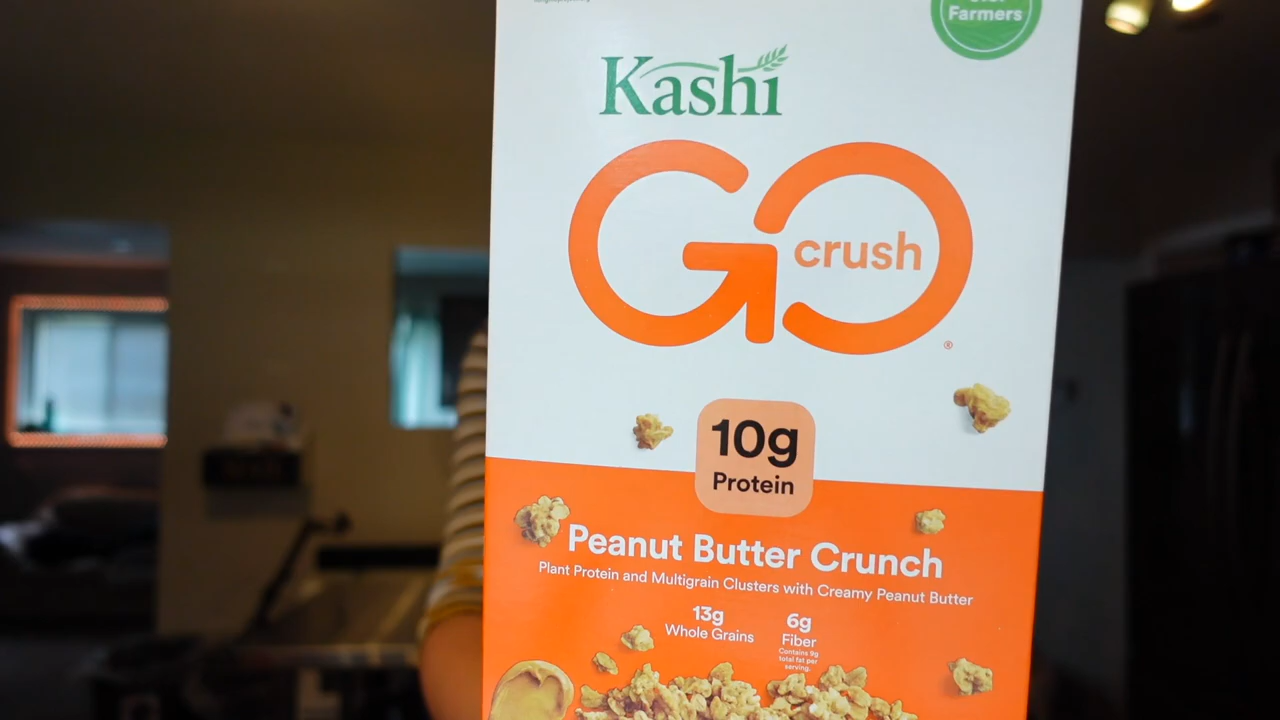 Farmers
Kashi
GO
crush
®
10g
Protein
Peanut Butter Crunch
Plant Protein and Multigrain Clusters with Creamy Peanut Butter
13g
Whole Grains
6g
Fiber
Contains 9g
total fat per
serving.